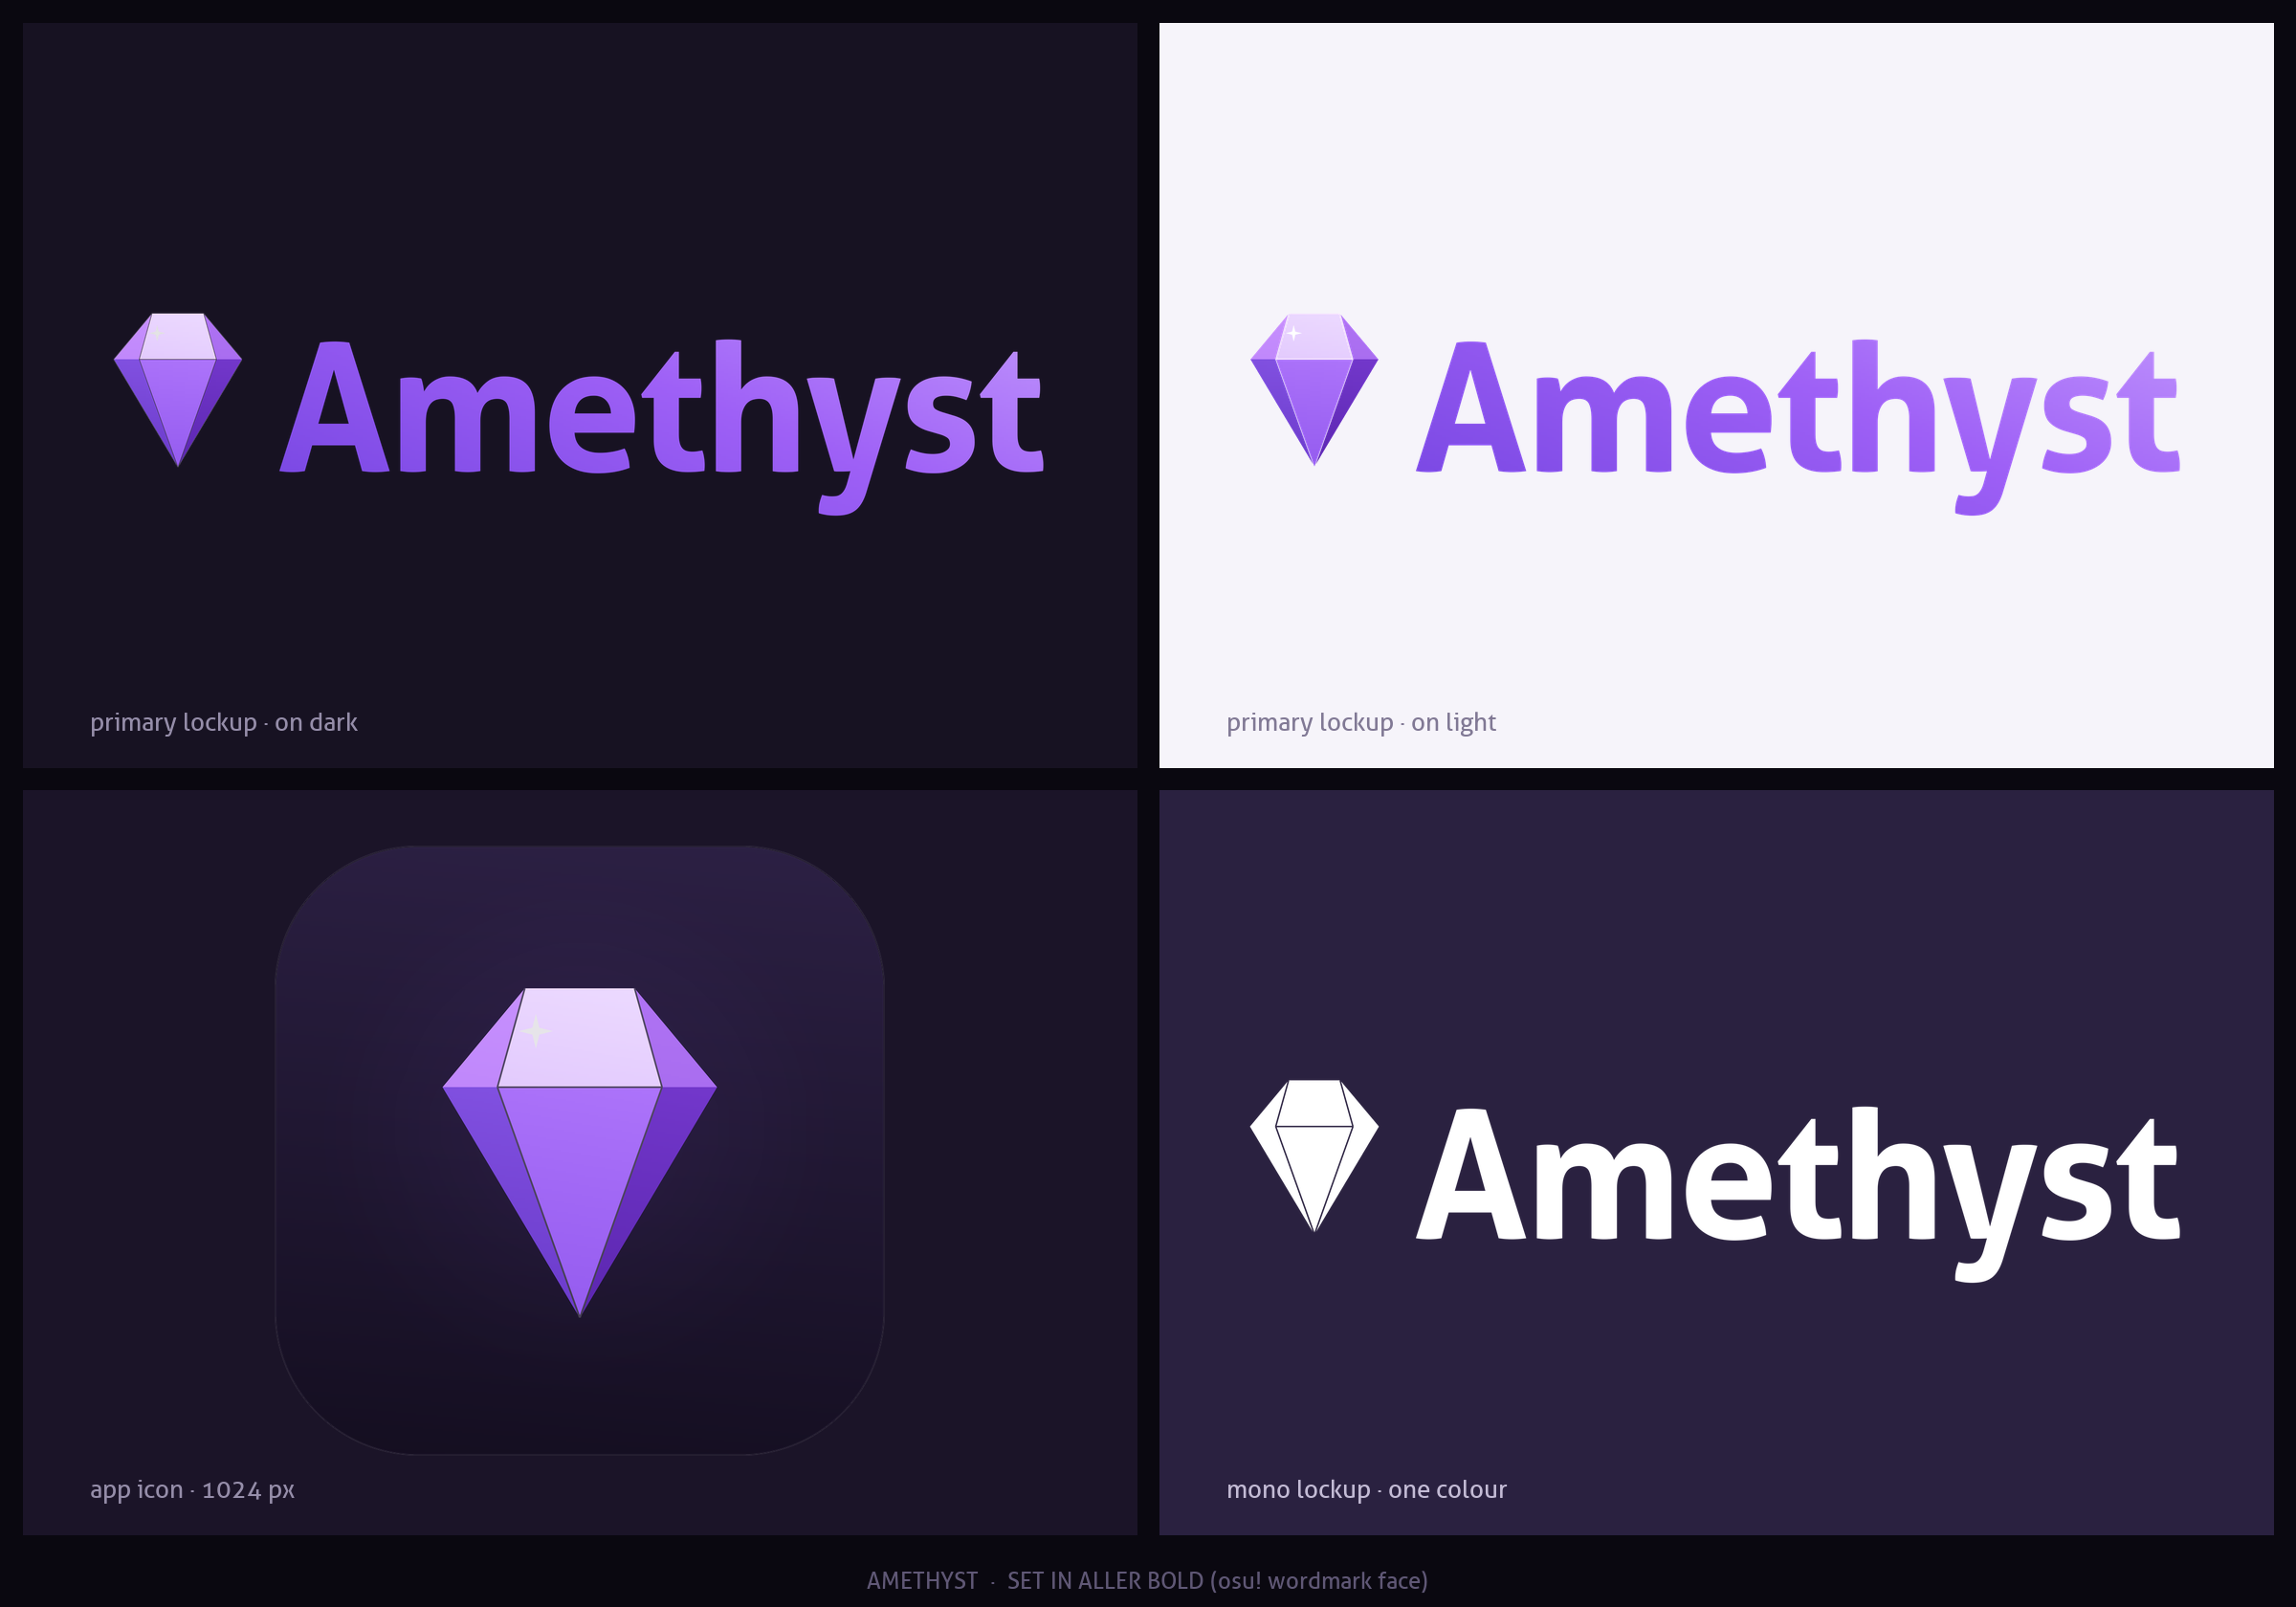 Amethyst
primary lockup · on dark
Amethyst
primary lockup · on light
app icon · 1024 px
Amethyst
mono lockup · one colour
AMETHYST · SET IN ALLER BOLD (osu! wordmark face)